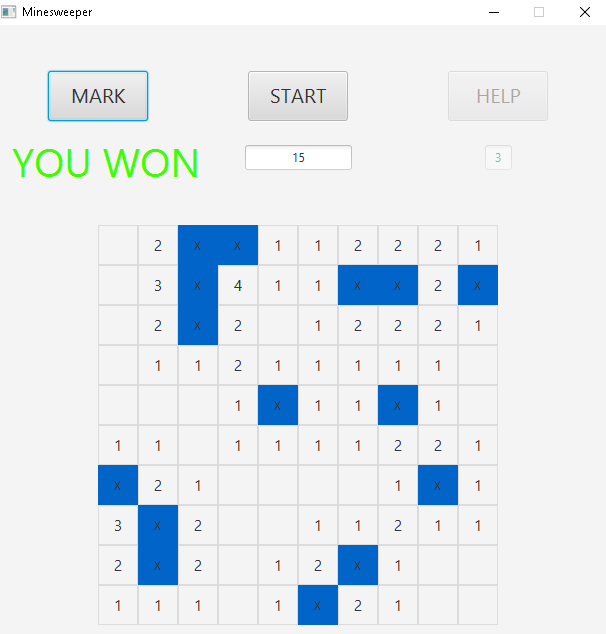 Minesweeper
MARK START HELP
YOU WON 15 3
2 x x 1 1 2 2 2 1
3 x 4 1 1 x x 2 x
2 x 2 1 2 2 2 1
1 1 2 1 1 1 1 1
1 x 1 1 x 1
1 1 1 1 1 1 2 2 1
x 2 1 1 x 1
3 x 2 1 1 2 1 1
2 x 2 1 2 x 1
1 1 1 1 x 2 1